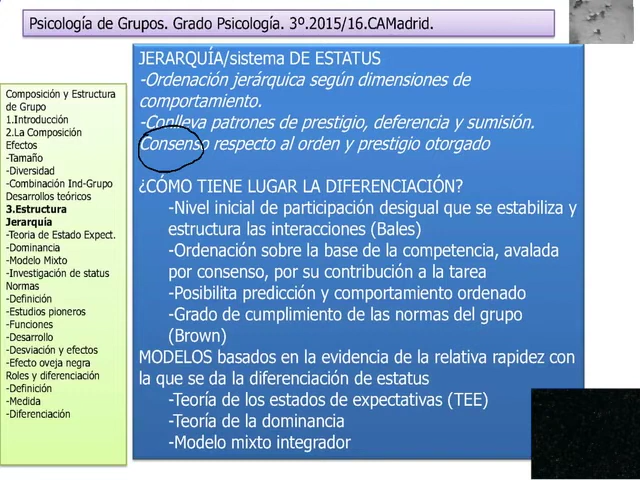 Psicología de Grupos. Grado Psicología. 3º.2015/16.CAMadrid.
Composición y Estructura
de Grupo
1.Introducción
2.La Composición
Efectos
-Tamaño
-Diversidad
-Combinación Ind-Grupo
Desarrollos teóricos
3.Estructura
Jerarquía
-Teoria de Estado Expect.
-Dominancia
-Modelo Mixto
-Investigación de status
Normas
-Definición
-Estudios pioneros
-Funciones
-Desarrollo
-Desviación y efectos
-Efecto oveja negra
Roles y diferenciación
-Definición
-Medida
-Diferenciación
JERARQUÍA/sistema DE ESTATUS
-Ordenación jerárquica según dimensiones de
comportamiento.
-Conlleva patrones de prestigio, deferencia y sumisión.
Consenso respecto al orden y prestigio otorgado
¿CÓMO TIENE LUGAR LA DIFERENCIACIÓN?
-Nivel inicial de participación desigual que se estabiliza y
estructura las interacciones (Bales)
-Ordenación sobre la base de la competencia, avalada
por consenso, por su contribución a la tarea
-Posibilita predicción y comportamiento ordenado
-Grado de cumplimiento de las normas del grupo
(Brown)
MODELOS basados en la evidencia de la relativa rapidez con
la que se da la diferenciación de estatus
-Teoría de los estados de expectativas (TEE)
-Teoría de la dominancia
-Modelo mixto integrador